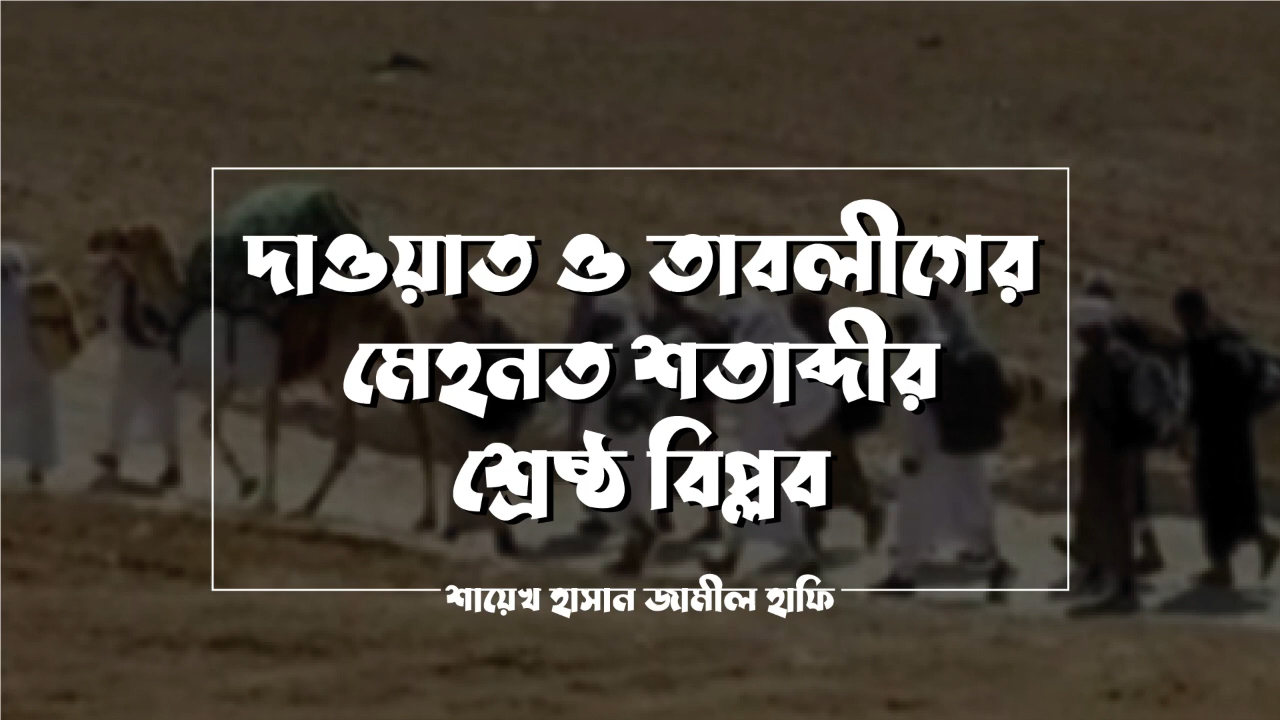 দাওয়াত ও তাবলীগের
মেহনত শতাব্দীর
শ্রেষ্ঠ বিপ্লব
শায়েখ হাসান জামীল হাফি